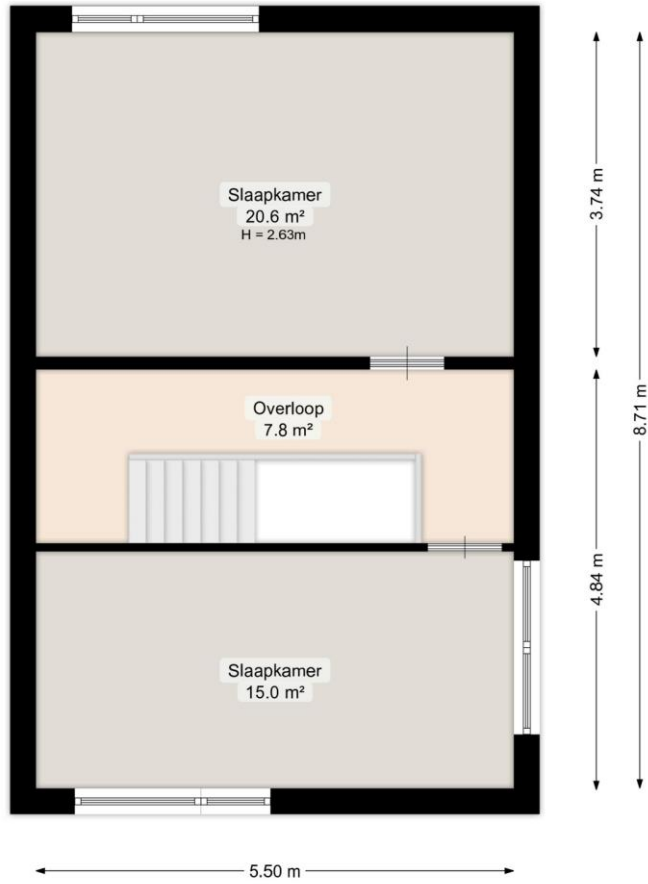 Slaapkamer
20.6 m²
H = 2.63m
3.74 m
8.71 m
Overloop
7.8 m²
4.84 m
Slaapkamer
15.0 m²
5.50 m